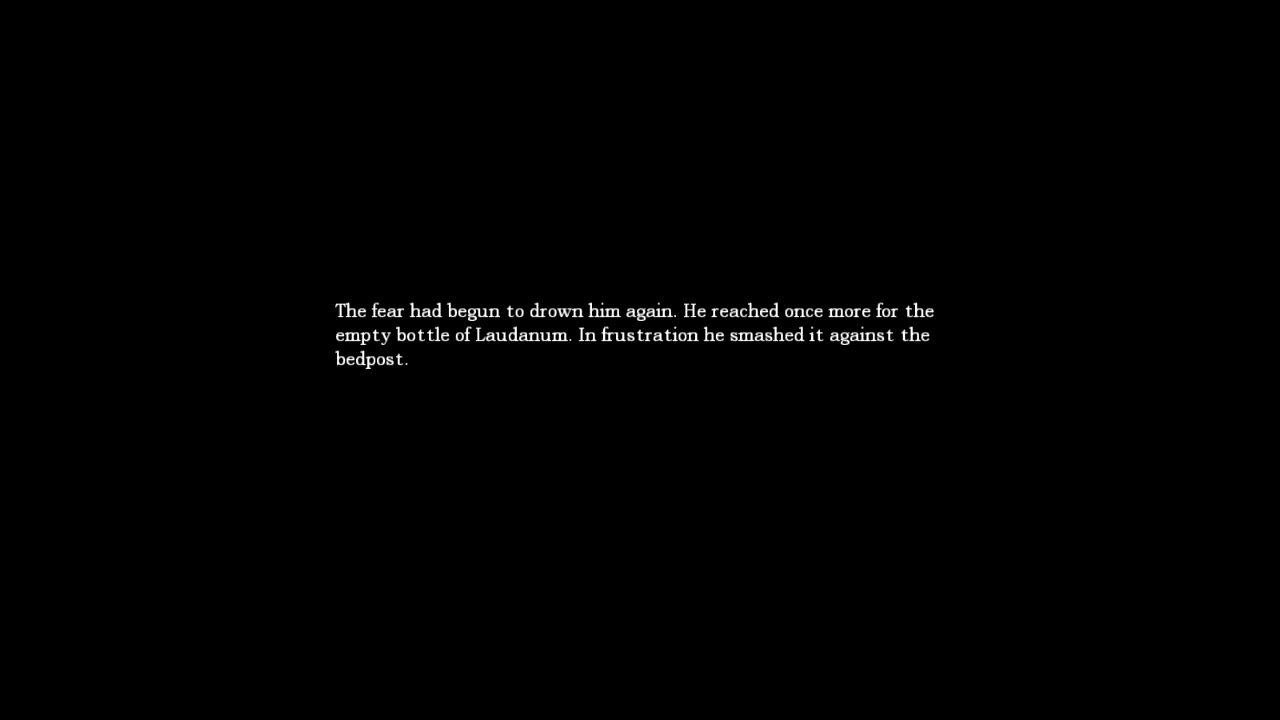 The fear had begun to drown him again. He reached once more for the
empty bottle of Laudanum. In frustration he smashed it against the
bedpost.